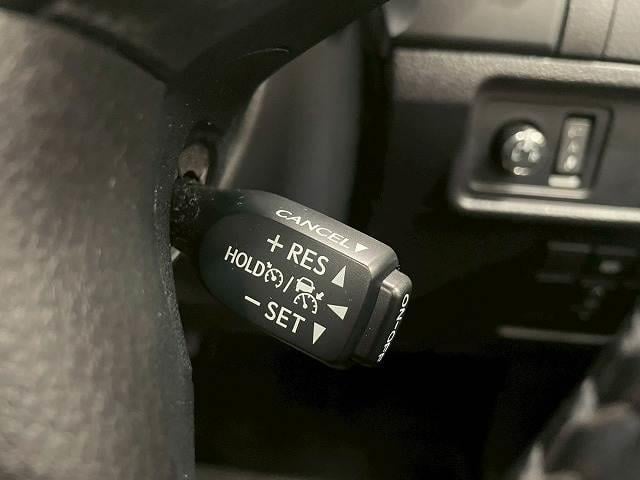 CANCEL▼
+ RES ▲
HOLD /
– SET ▼
ON-OFF